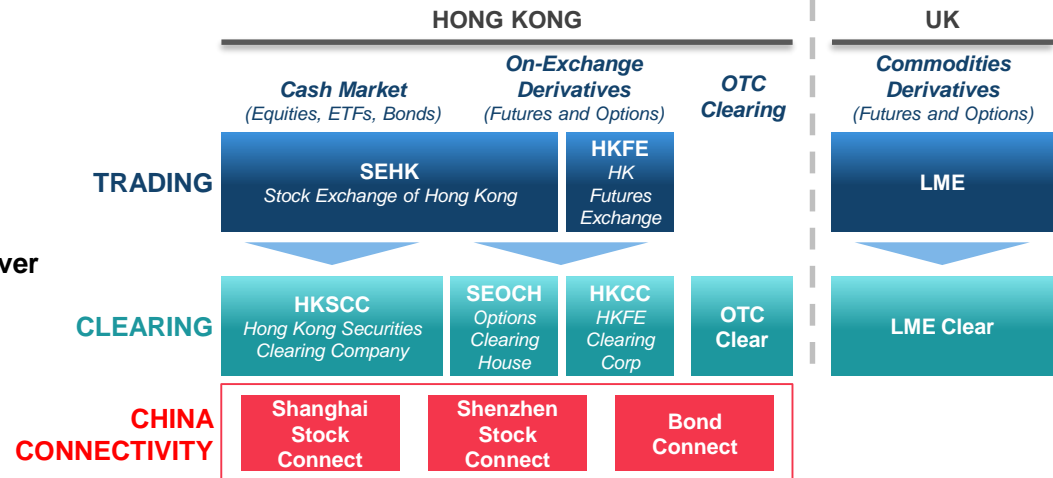 HONG KONG
UK
Cash Market
(Equities, ETFs, Bonds)
On-Exchange
Derivatives
(Futures and Options)
OTC
Clearing
Commodities
Derivatives
(Futures and Options)
TRADING
SEHK
Stock Exchange of Hong Kong
HKFE
HK
Futures
Exchange
LME
ver
CLEARING
HKSCC
Hong Kong Securities
Clearing Company
SEOCH
Options
Clearing
House
HKCC
HKFE
Clearing
Corp
OTC
Clear
LME Clear
CHINA
CONNECTIVITY
Shanghai
Stock
Connect
Shenzhen
Stock
Connect
Bond
Connect